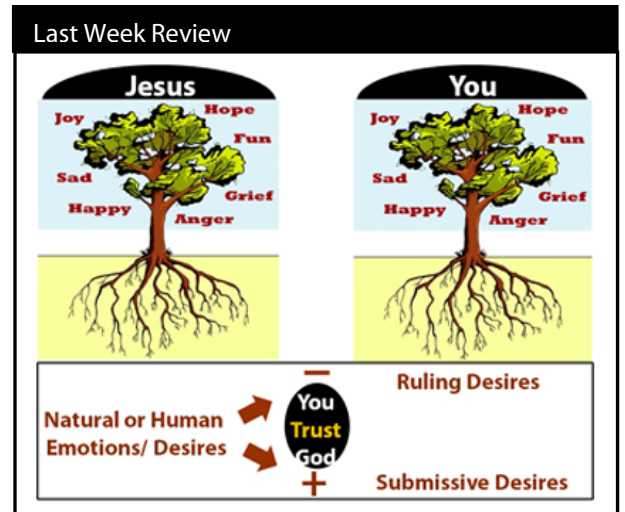 Last Week Review
Jesus
Joy
Hope
Fun
Sad
Grief
Happy
Anger
You
Joy
Hope
Fun
Sad
Grief
Happy
Anger
Natural or Human
Emotions/ Desires
–
You
Trust
God
+
Ruling Desires
Submissive Desires